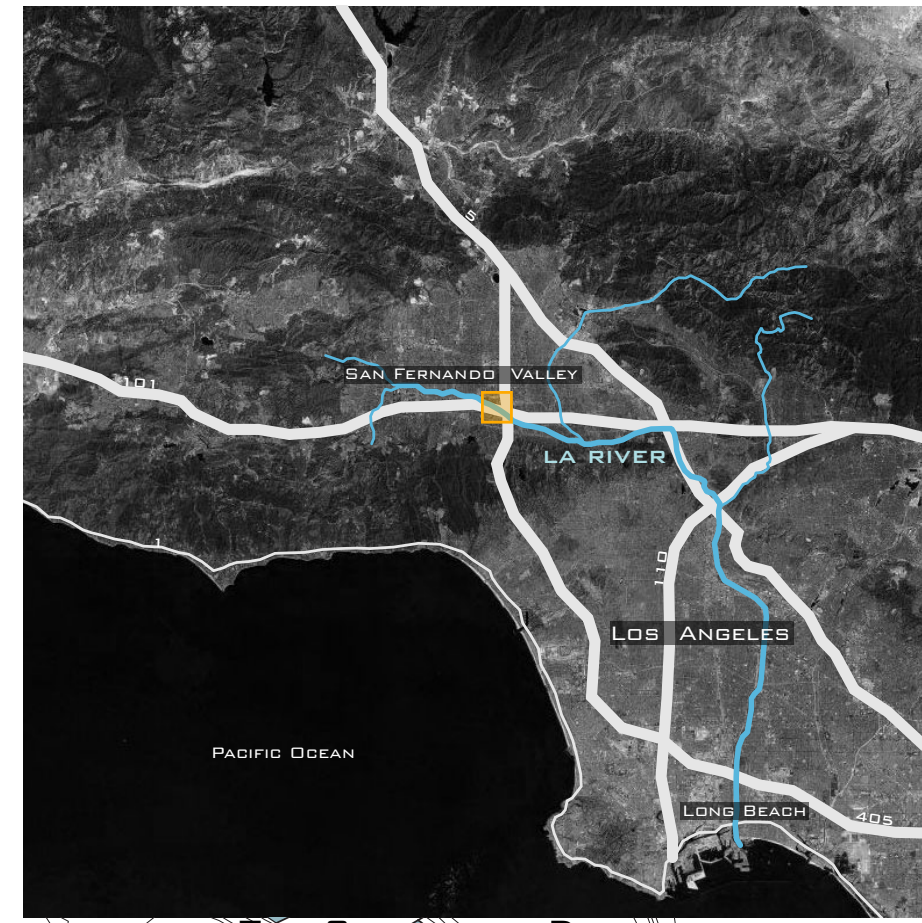 5
101
San Fernando Valley
LA River
1
110
Los Angeles
Pacific Ocean
Long Beach
405